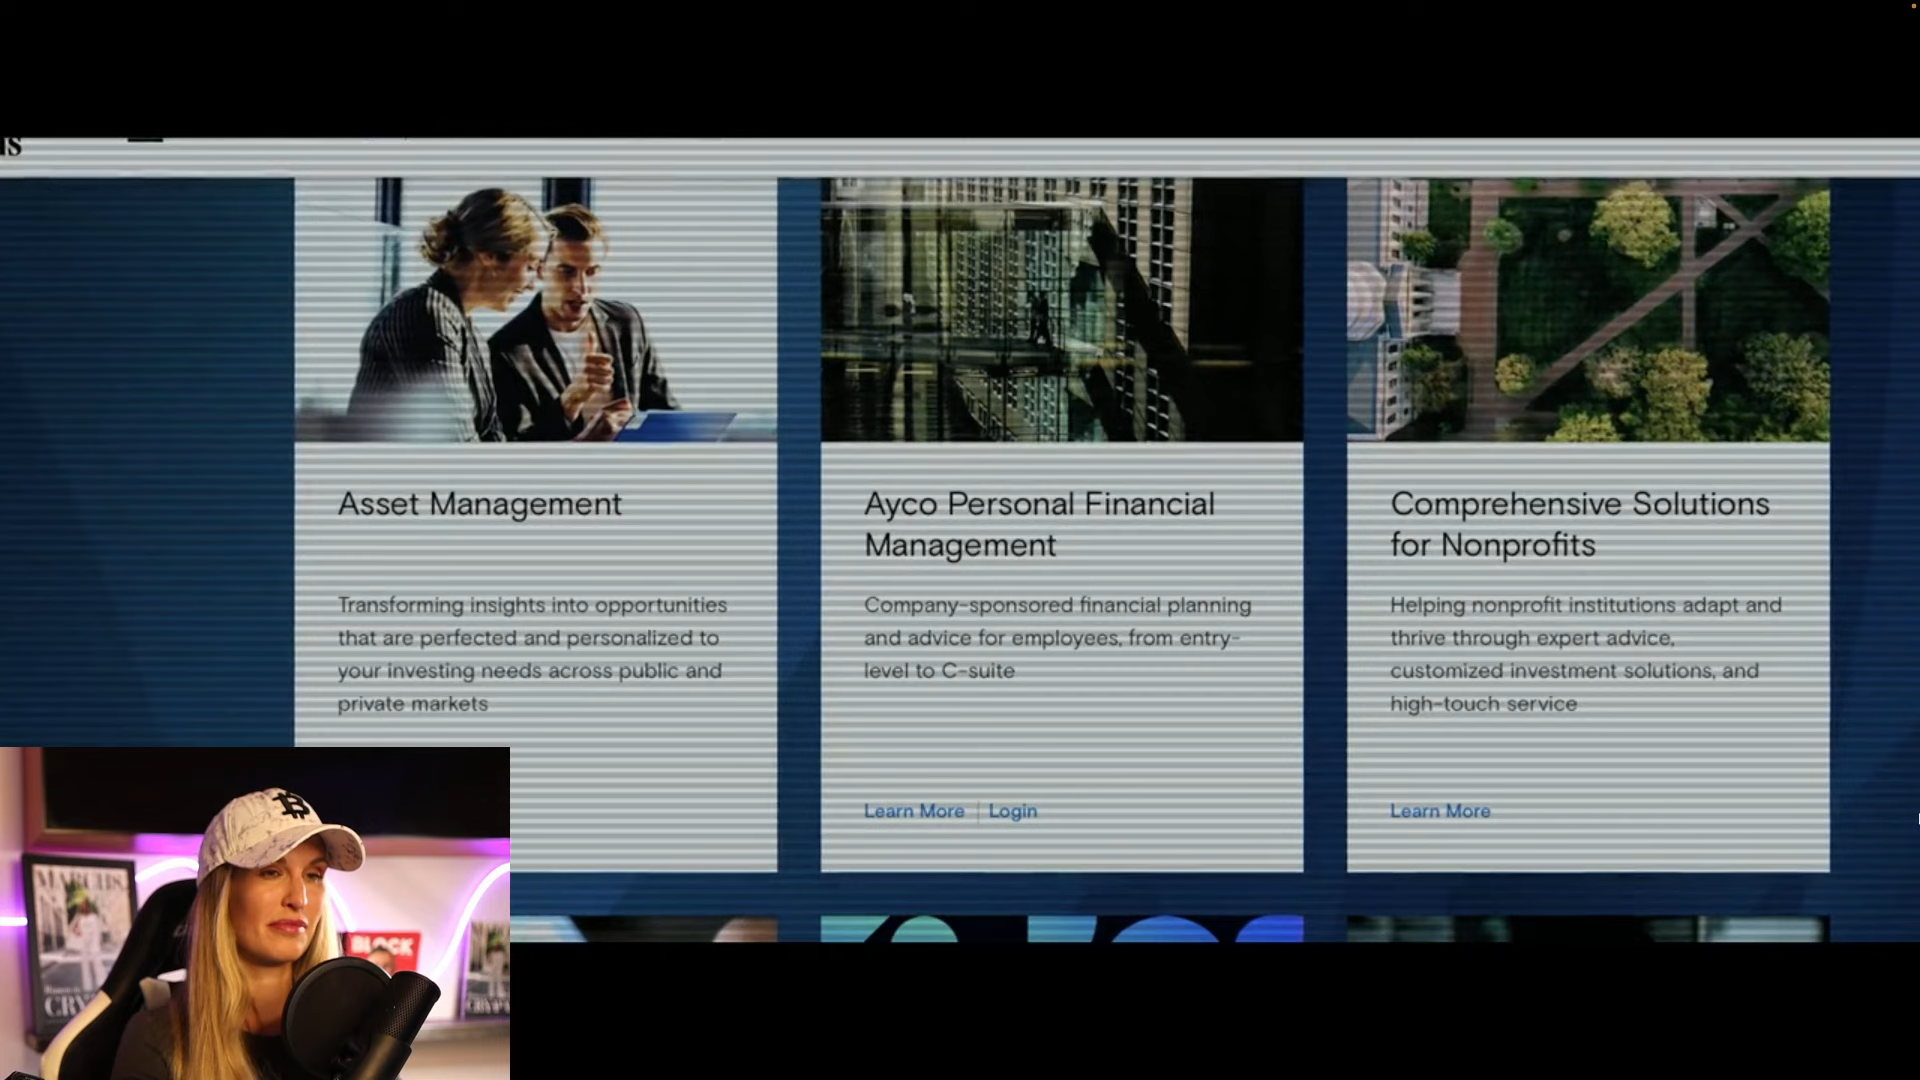 Asset Management
Transforming insights into opportunities
that are perfected and personalized to
your investing needs across public and
private markets
Ayco Personal Financial
Management
Company-sponsored financial planning
and advice for employees, from entry-
level to C-suite
Learn More
Login
Comprehensive Solutions
for Nonprofits
Helping nonprofit institutions adapt and
thrive through expert advice,
customized investment solutions, and
high-touch service
Learn More
BLOCK